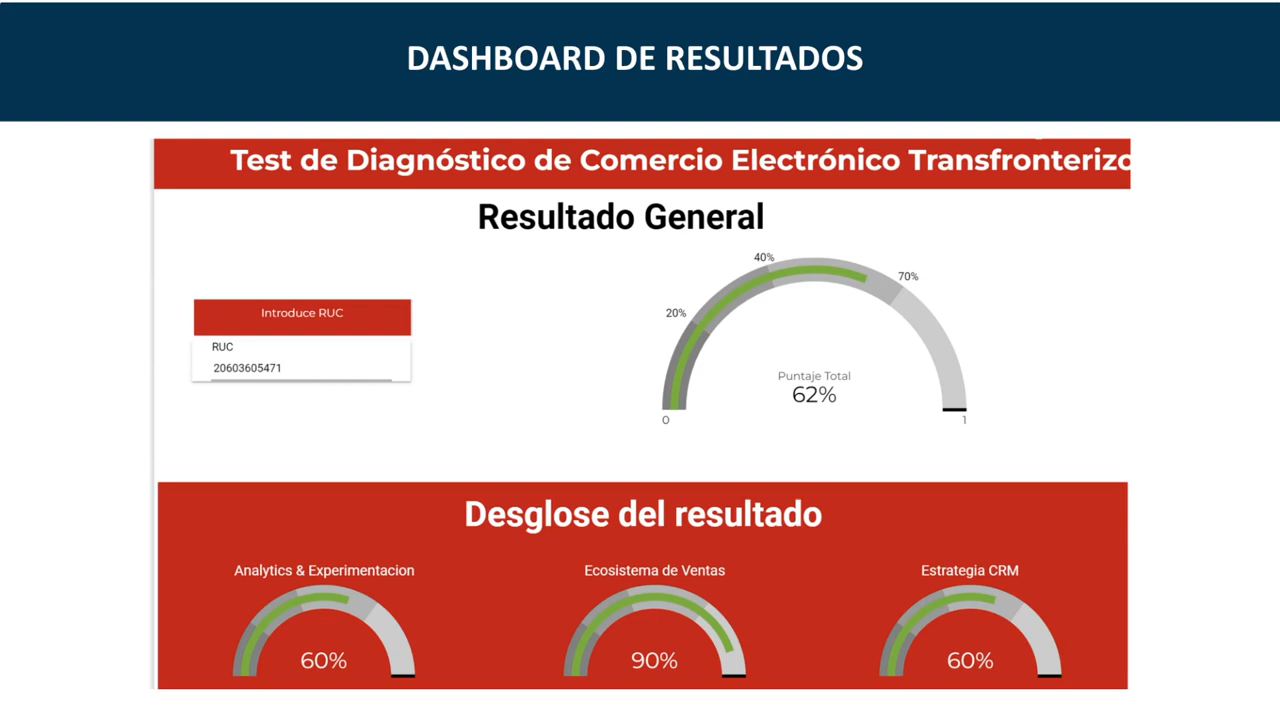 DASHBOARD DE RESULTADOS
Test de Diagnóstico de Comercio Electrónico Transfronterizo
Resultado General
Introduce RUC
RUC
20603605471
20%
40%
70%
Puntaje Total
62%
0
1
Desglose del resultado
Analytics & Experimentacion
60%
Ecosistema de Ventas
90%
Estrategia CRM
60%